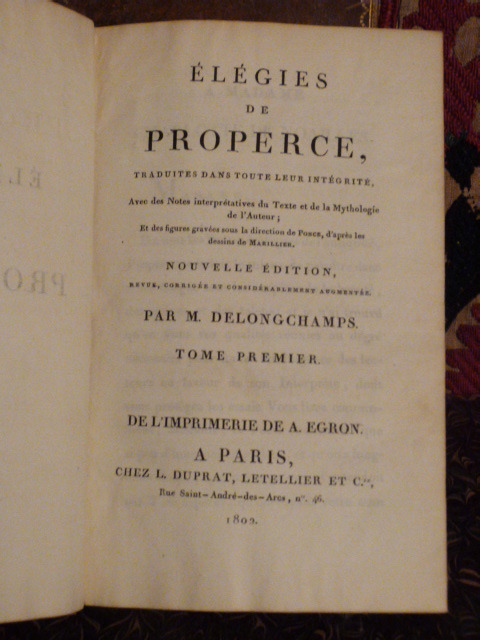 ÉLÉGIES
DE
PROPERCE,
TRADUITES DANS TOUTE LEUR INTÉGRITÉ,
Avec des Notes interprétatives du Texte et de la Mythologie
de l'Auteur;
Et des figures gravées sous la direction de PONCE, d'après les
dessins de MARILLIER.
NOUVELLE ÉDITION,
REVUE, CORRIGÉE ET CONSIDÉRABLEMENT AUGMENTÉE.
PAR M. DELONGCHAMPS.
TOME PREMIER.
DE L'IMPRIMERIE DE A. EGRON.
A PARIS,
CHEZ L. DUPRAT, LETELLIER ET C.ie,
Rue Saint-André-des-Arcs, n°. 46.
1802.